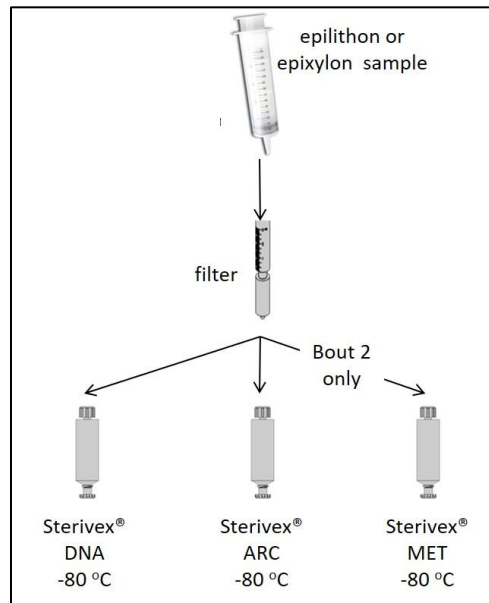 epilithon or
epixylon sample
filter
Bout 2
only
Sterivex®
DNA
-80 °C
Sterivex®
ARC
-80 °C
Sterivex®
MET
-80 °C